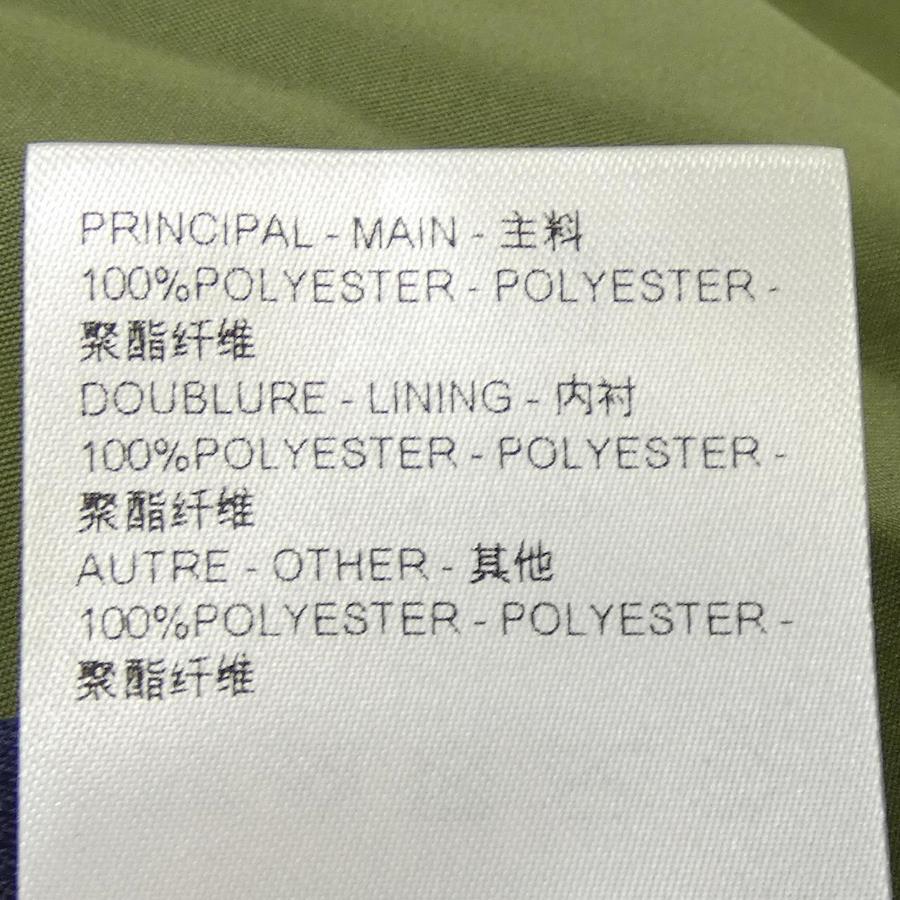 PRINCIPAL - MAIN - 主料
100%POLYESTER - POLYESTER -
聚酯纤维
DOUBLURE - LINING - 内衬
100%POLYESTER - POLYESTER -
聚酯纤维
AUTRE - OTHER - 其他
100%POLYESTER - POLYESTER -
聚酯纤维